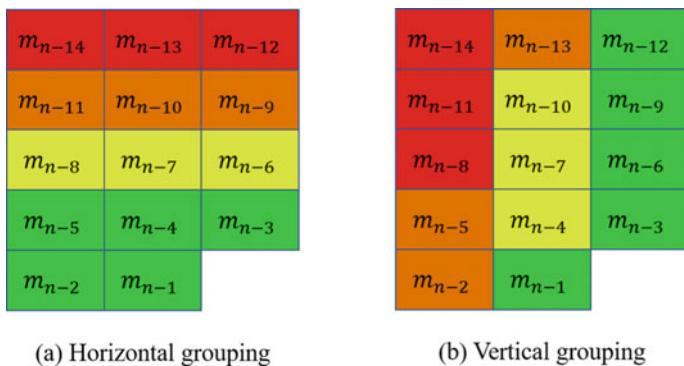 m_{n-14} m_{n-13} m_{n-12} m_{n-14} m_{n-13} m_{n-12}
m_{n-11} m_{n-10} m_{n-9} m_{n-11} m_{n-10} m_{n-9}
m_{n-8} m_{n-7} m_{n-6} m_{n-8} m_{n-7} m_{n-6}
m_{n-5} m_{n-4} m_{n-3} m_{n-5} m_{n-4} m_{n-3}
m_{n-2} m_{n-1} m_{n-2} m_{n-1}
(a) Horizontal grouping (b) Vertical grouping